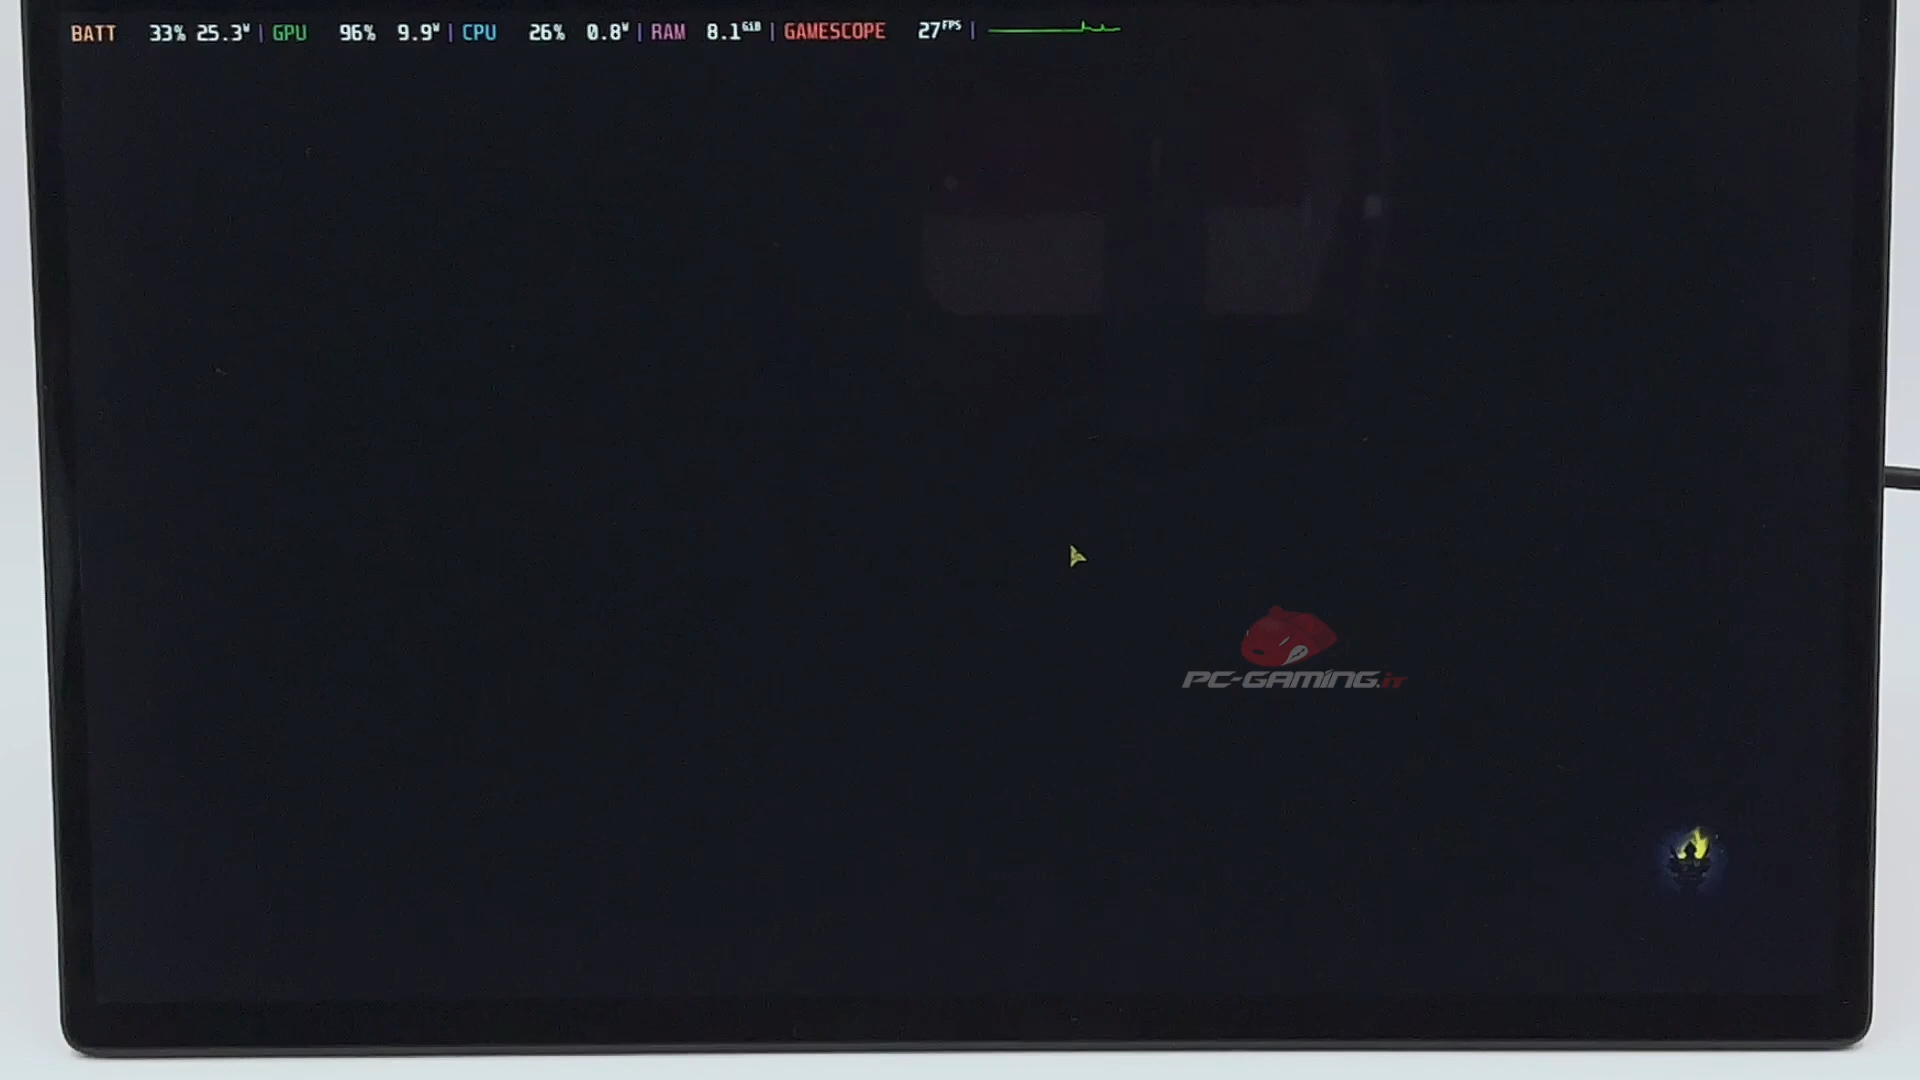 BATT 33% 25.3W | GPU 96% 9.9W | CPU 26% 0.8W | RAM 8.1GiB | GAMESCOPE 27FPS |
PC-GAMING.IT